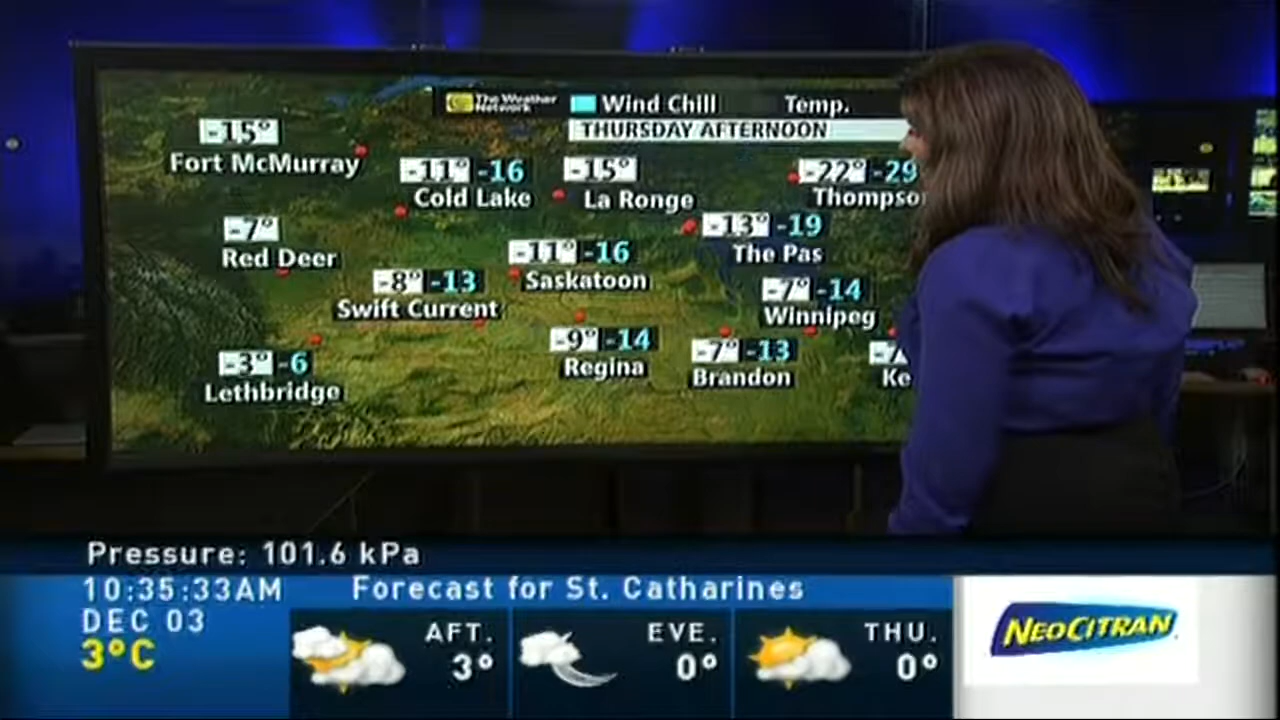 The Weather
Network
Wind Chill
Temp.
THURSDAY AFTERNOON
-15°
Fort McMurray
-11° -16
Cold Lake
-15°
La Ronge
-22° -29
Thompso
-7°
Red Deer
-13° -19
The Pas
-11° -16
Saskatoon
-8° -13
Swift Current
-7° -14
Winnipeg
-3° -6
Lethbridge
-9° -14
Regina
-7° -13
Brandon
-7
Ke
Pressure: 101.6 kPa
10:35:33AM
DEC 03
3°C
Forecast for St. Catharines
AFT.
3°
EVE.
0°
THU.
0°
NEOCITRAN